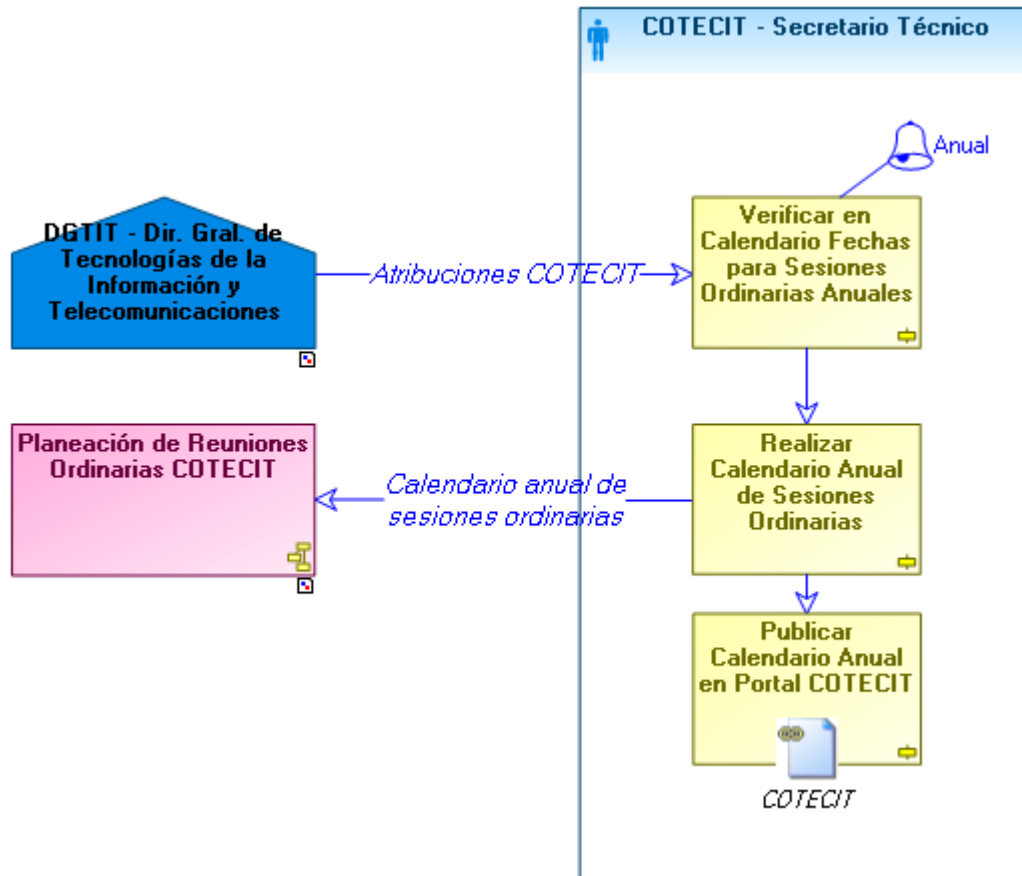 COTECIT - Secretario Técnico
Anual
DGTIT - Dir. Gral. de
Tecnologías de la
Información y
Telecomunicaciones
Atribuciones COTECIT
Verificar en
Calendario Fechas
para Sesiones
Ordinarias Anuales
Planeación de Reuniones
Ordinarias COTECIT
Calendario anual de
sesiones ordinarias
Realizar
Calendario Anual
de Sesiones
Ordinarias
Publicar
Calendario Anual
en Portal COTECIT
COTECIT